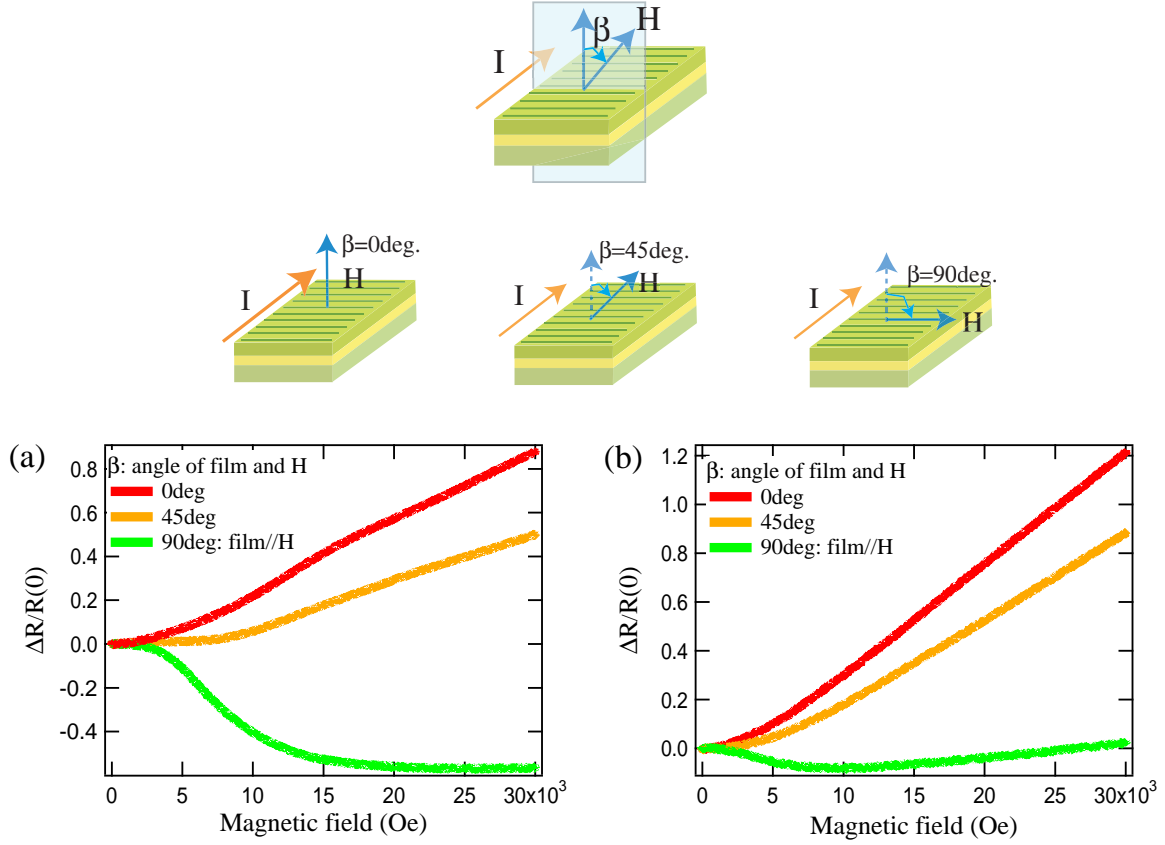 β
H
I
β=0deg.
H
I
β=45deg.
H
I
β=90deg.
H
I
(a)
β: angle of film and H
0deg
45deg
90deg: film//H
ΔR/R(0)
0.8
0.6
0.4
0.2
0.0
-0.2
-0.4
0 5 10 15 20 25 30x10³
Magnetic field (Oe)
(b)
β: angle of film and H
0deg
45deg
90deg: film//H
ΔR/R(0)
1.2
1.0
0.8
0.6
0.4
0.2
0.0
0 5 10 15 20 25 30x10³
Magnetic field (Oe)